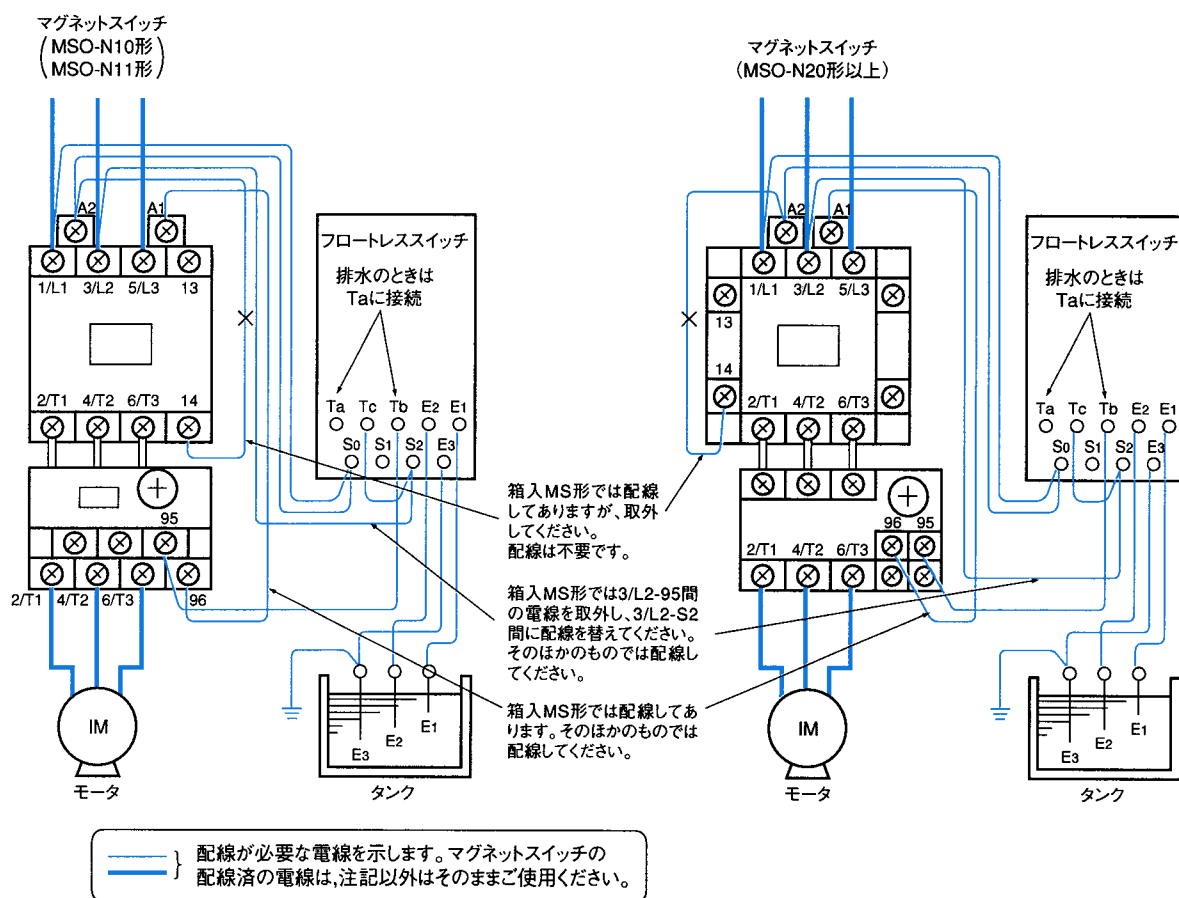 マグネットスイッチ
(MSO-N10形
MSO-N11形)
A2 A1
1/L1 3/L2 5/L3 13
2/T1 4/T2 6/T3 14
95
2/T1 4/T2 6/T3 96
IM
モータ
フロートレススイッチ
排水のときは
Taに接続
Ta Tc Tb E2 E1
S0 S1 S2 E3
E3 E2 E1
タンク
箱入MS形では配線
してありますが、取外
してください。
配線は不要です。
箱入MS形では3/L2-95間
の電線を取外し、3/L2-S2
間に配線を替えてください。
そのほかのものでは配線し
てください。
箱入MS形では配線してあ
ります。そのほかのものでは
配線してください。
マグネットスイッチ
(MSO-N20形以上)
A2 A1
1/L1 3/L2 5/L3
13
14
2/T1 4/T2 6/T3
96 95
2/T1 4/T2 6/T3
IM
モータ
フロートレススイッチ
排水のときは
Taに接続
Ta Tc Tb E2 E1
S0 S1 S2 E3
E3 E2 E1
タンク
配線が必要な電線を示します。マグネットスイッチの
配線済の電線は,注記以外はそのままご使用ください。